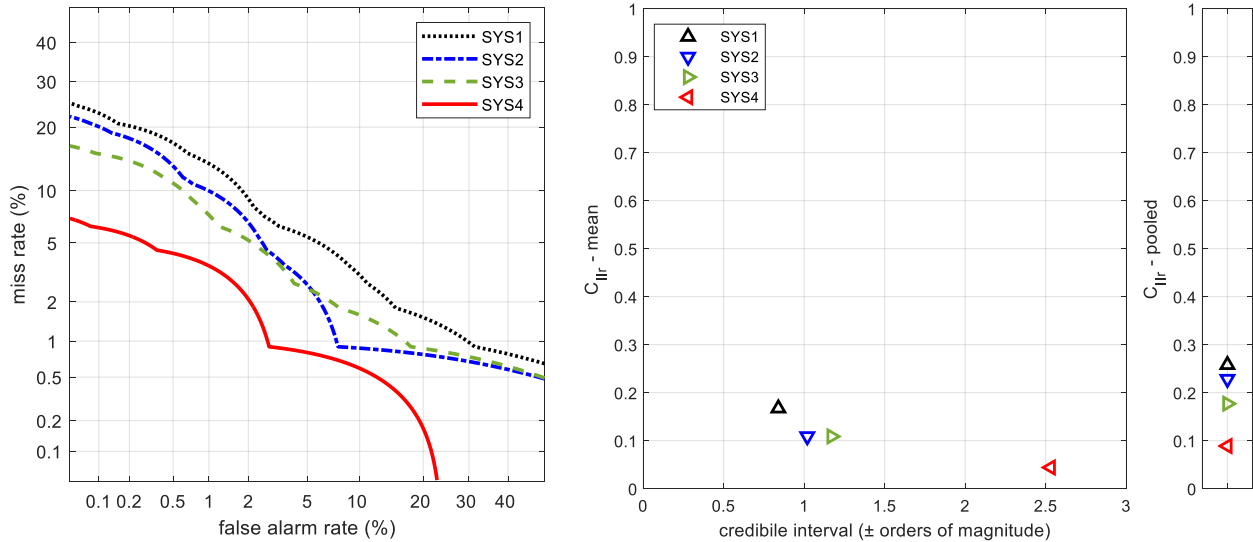 40
30
20
10
5
2
1
0.5
0.2
0.1
miss rate (%)
0.1 0.2 0.5 1 2 5 10 20 30 40
false alarm rate (%)
SYS1
SYS2
SYS3
SYS4
1
0.9
0.8
0.7
0.6
0.5
0.4
0.3
0.2
0.1
0
Cllr - mean
0 0.5 1 1.5 2 2.5 3
credibile interval (± orders of magnitude)
SYS1
SYS2
SYS3
SYS4
1
0.9
0.8
0.7
0.6
0.5
0.4
0.3
0.2
0.1
0
Cllr - pooled